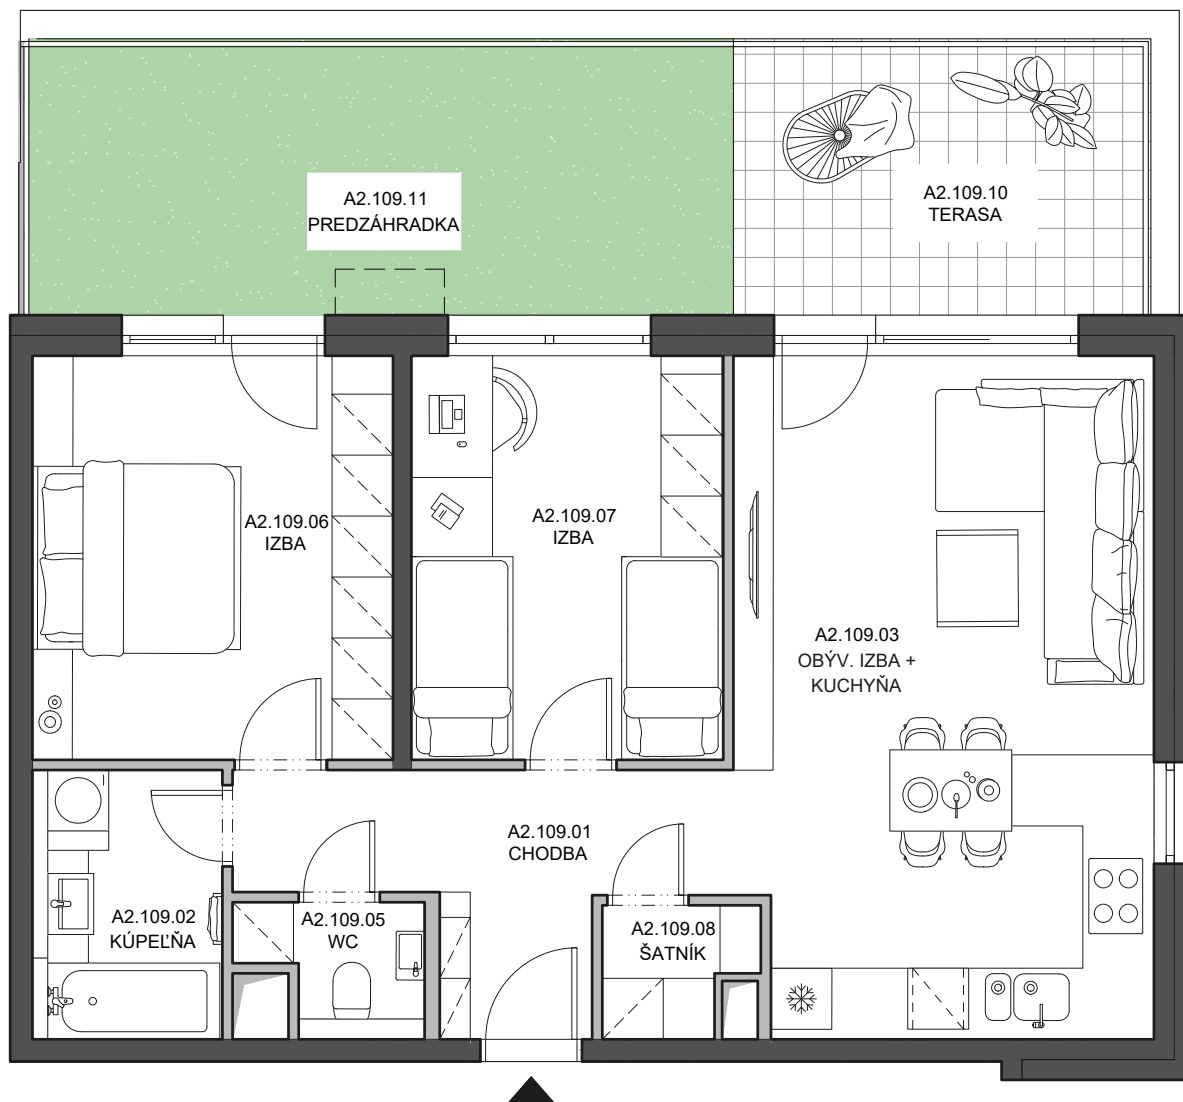 A2.109.11
PREDZÁHRADKA
A2.109.10
TERASA
A2.109.06
IZBA
A2.109.07
IZBA
A2.109.03
OBÝV. IZBA +
KUCHYŇA
A2.109.01
CHODBA
A2.109.02
KÚPEĽŇA
A2.109.05
WC
A2.109.08
ŠATNÍK